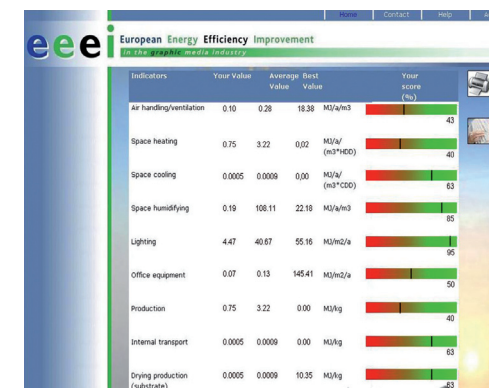 Home | Contact | Help
eeei European Energy Efficiency Improvement
in the graphic media industry
Indicators Your Value Average Value Best Value Your score (%)
Air handling/ventilation 0.10 0.28 18.38 MJ/a/m3
43
Space heating 0.75 3.22 0,02 MJ/a/
(m3*HDD)
40
Space cooling 0.0005 0.0009 0,00 MJ/a/
(m3*CDD)
63
Space humidifying 0.19 108.11 22.18 MJ/a/m3
85
Lighting 4.47 40.67 55.16 MJ/m2/a
95
Office equipment 0.07 0.13 145.41 MJ/m2/a
50
Production 0.75 3.22 0.00 MJ/kg
40
Internal transport 0.0005 0.0009 0.00 MJ/kg
63
Drying production 0.0005 0.0009 10.35 MJ/kg
(substrate)
63